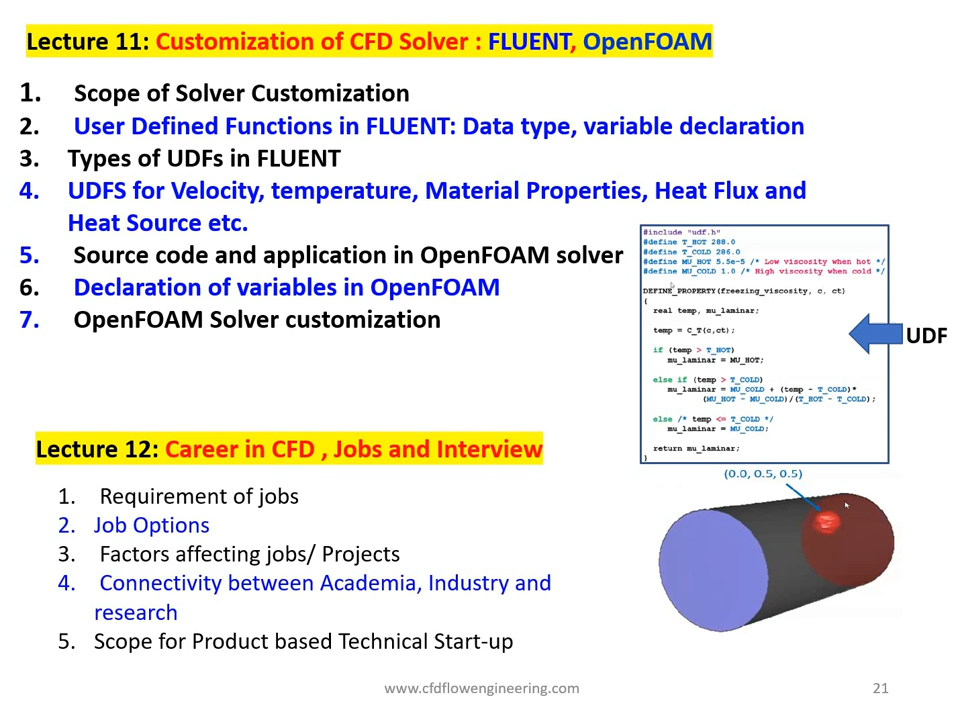 Lecture 11: Customization of CFD Solver : FLUENT, OpenFOAM
1. Scope of Solver Customization
2. User Defined Functions in FLUENT: Data type, variable declaration
3. Types of UDFs in FLUENT
4. UDFS for Velocity, temperature, Material Properties, Heat Flux and
Heat Source etc.
5. Source code and application in OpenFOAM solver
6. Declaration of variables in OpenFOAM
7. OpenFOAM Solver customization
#include "udf.h"
#define T_HOT 288.0
#define T_COLD 286.0
#define MU_HOT 5.5e-5 /* Low viscosity when hot */
#define MU_COLD 1.0 /* High viscosity when cold */
DEFINE_PROPERTY(freezing_viscosity, c, ct)
{
real temp, mu_laminar;
temp = C_T(c,ct);
if (temp > T_HOT)
mu_laminar = MU_HOT;
else if (temp > T_COLD)
mu_laminar = MU_COLD + (temp - T_COLD)*
(MU_HOT - MU_COLD)/(T_HOT - T_COLD);
else /* temp <= T_COLD */
mu_laminar = MU_COLD;
return mu_laminar;
}
UDF
Lecture 12: Career in CFD , Jobs and Interview
1. Requirement of jobs
2. Job Options
3. Factors affecting jobs/ Projects
4. Connectivity between Academia, Industry and
research
5. Scope for Product based Technical Start-up
(0.0, 0.5, 0.5)
www.cfdflowengineering.com
21